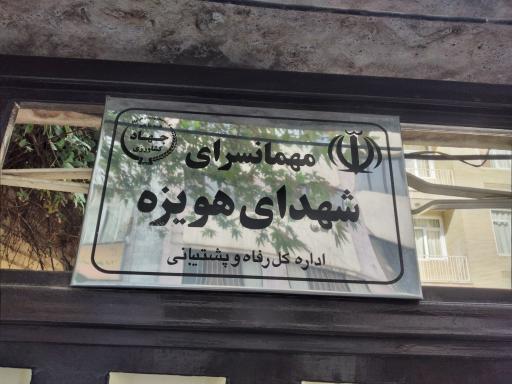 جهاد
کشاورزی
مهمانسرای
شهدای هویزه
اداره کل رفاه و پشتیبانی